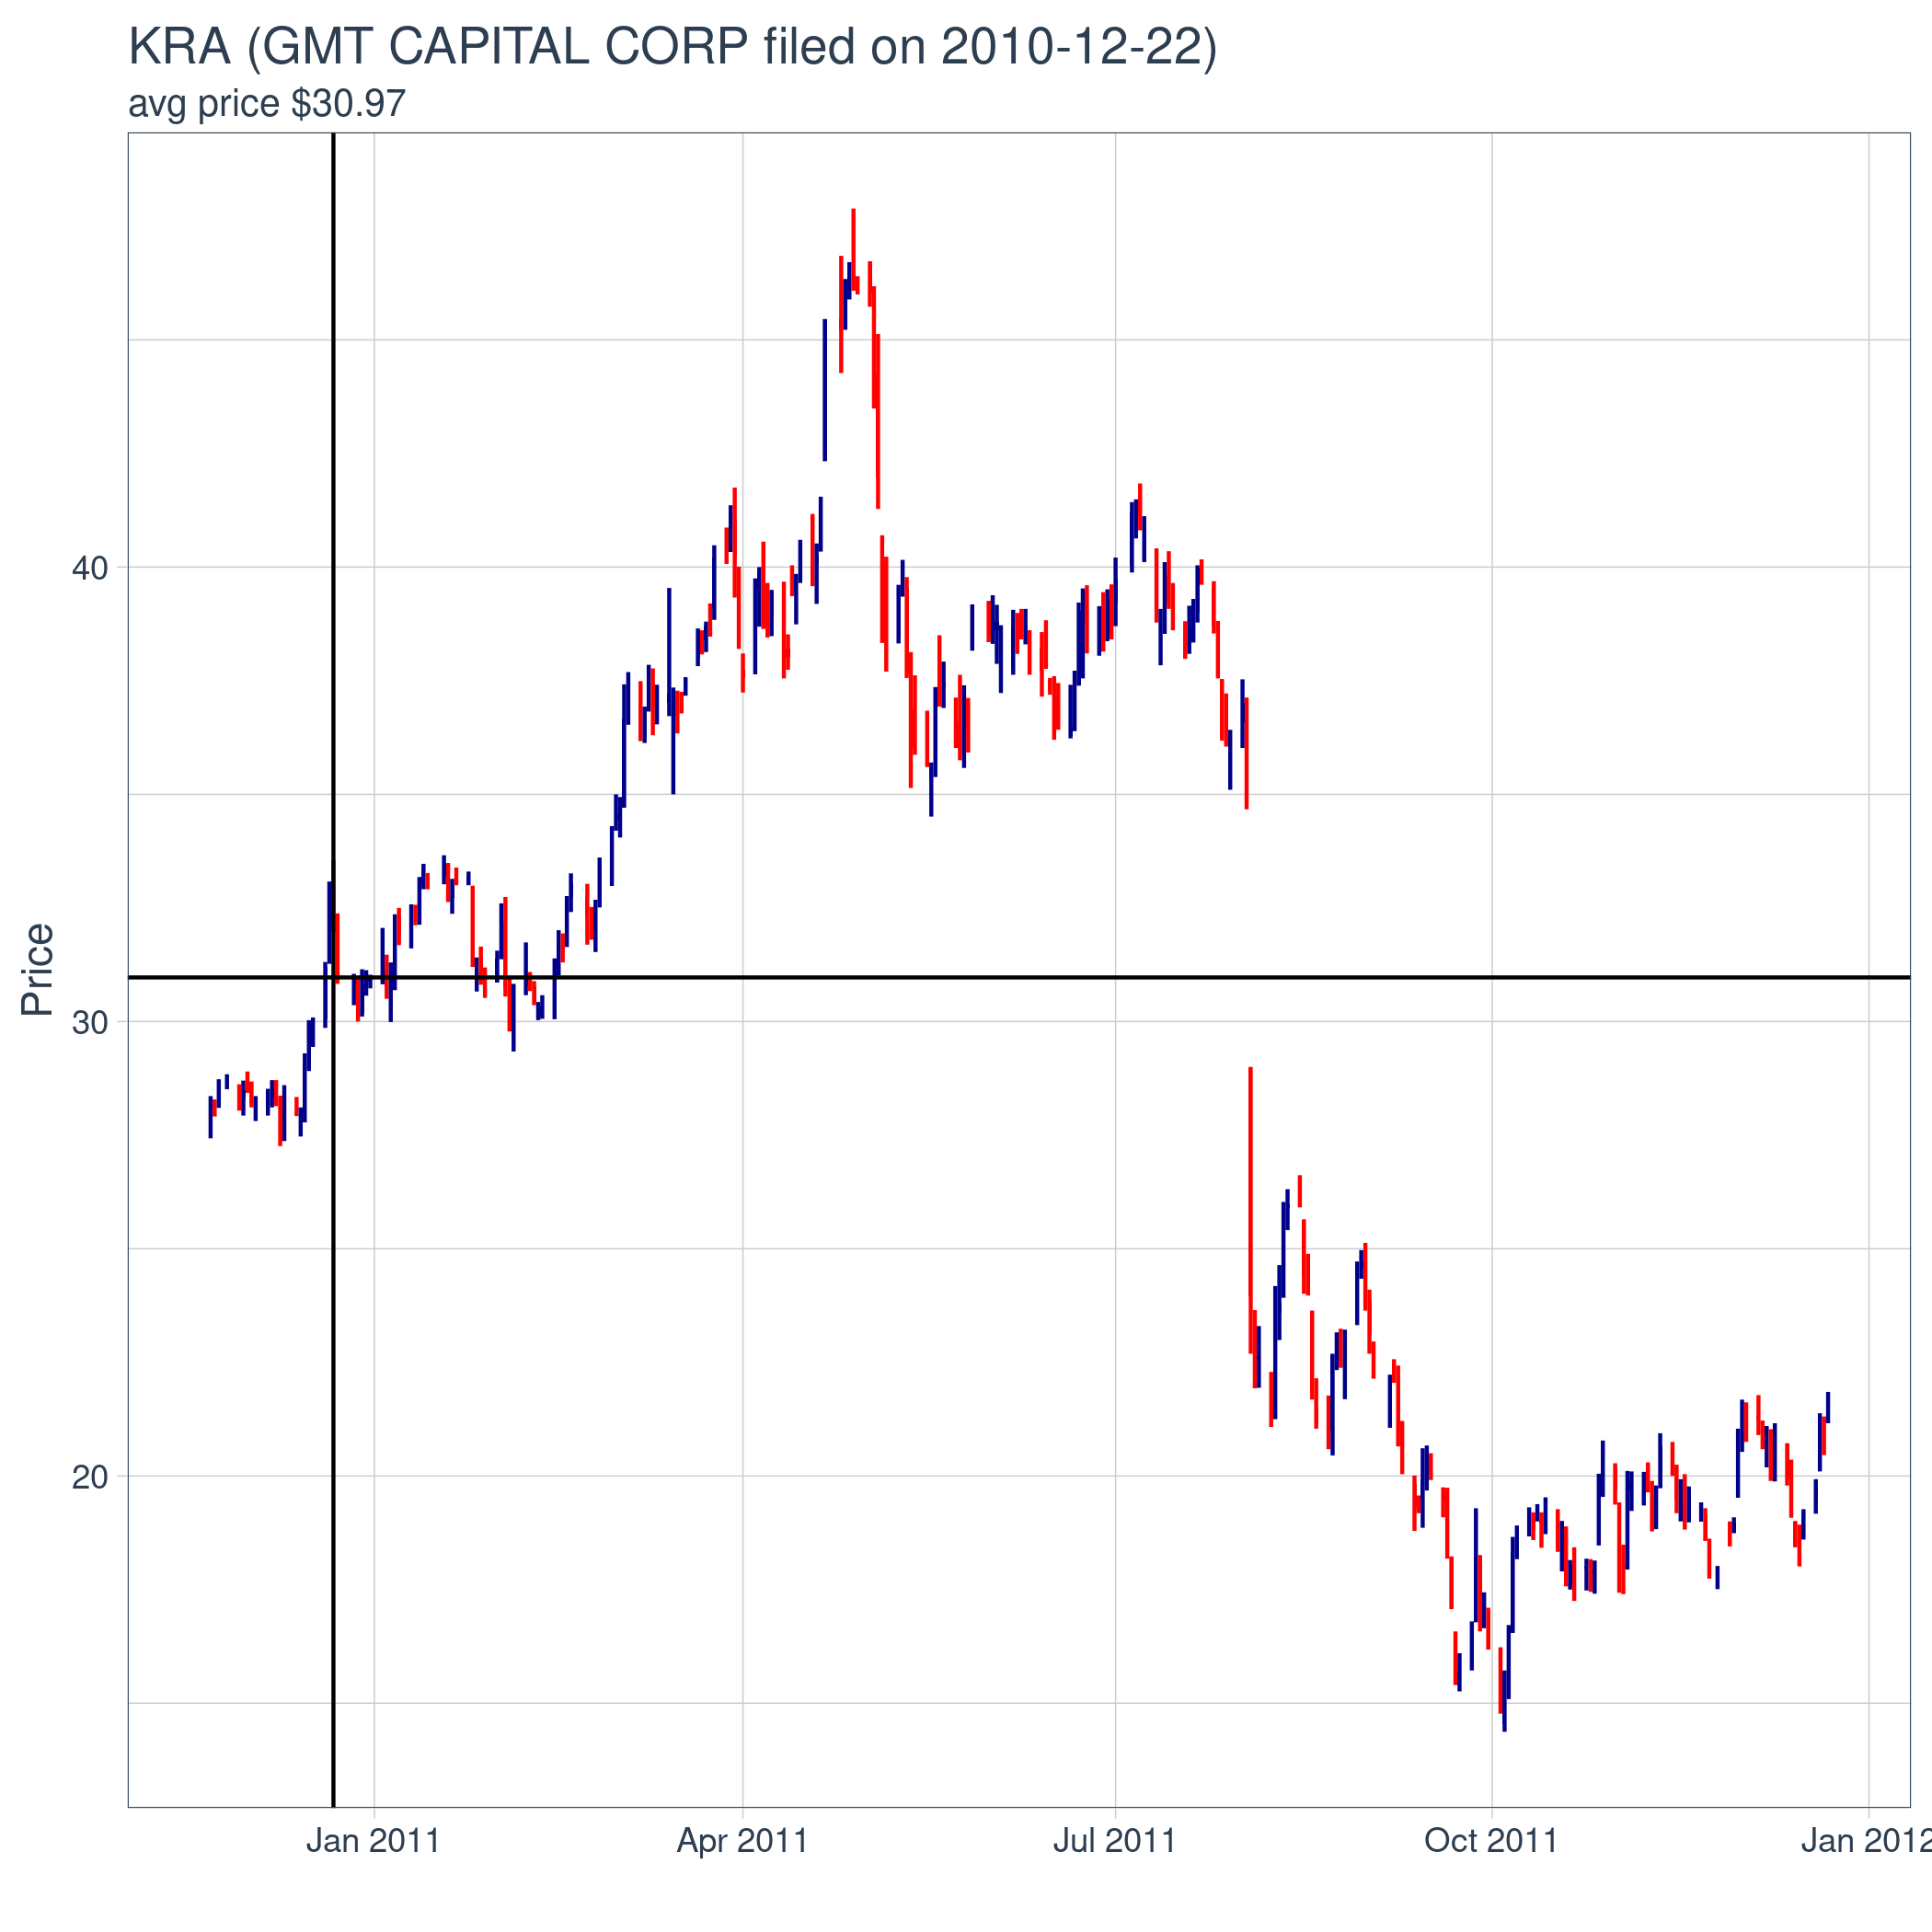 KRA (GMT CAPITAL CORP filed on 2010-12-22)
avg price $30.97
40
30
20
Price
Jan 2011
Apr 2011
Jul 2011
Oct 2011
Jan 2012